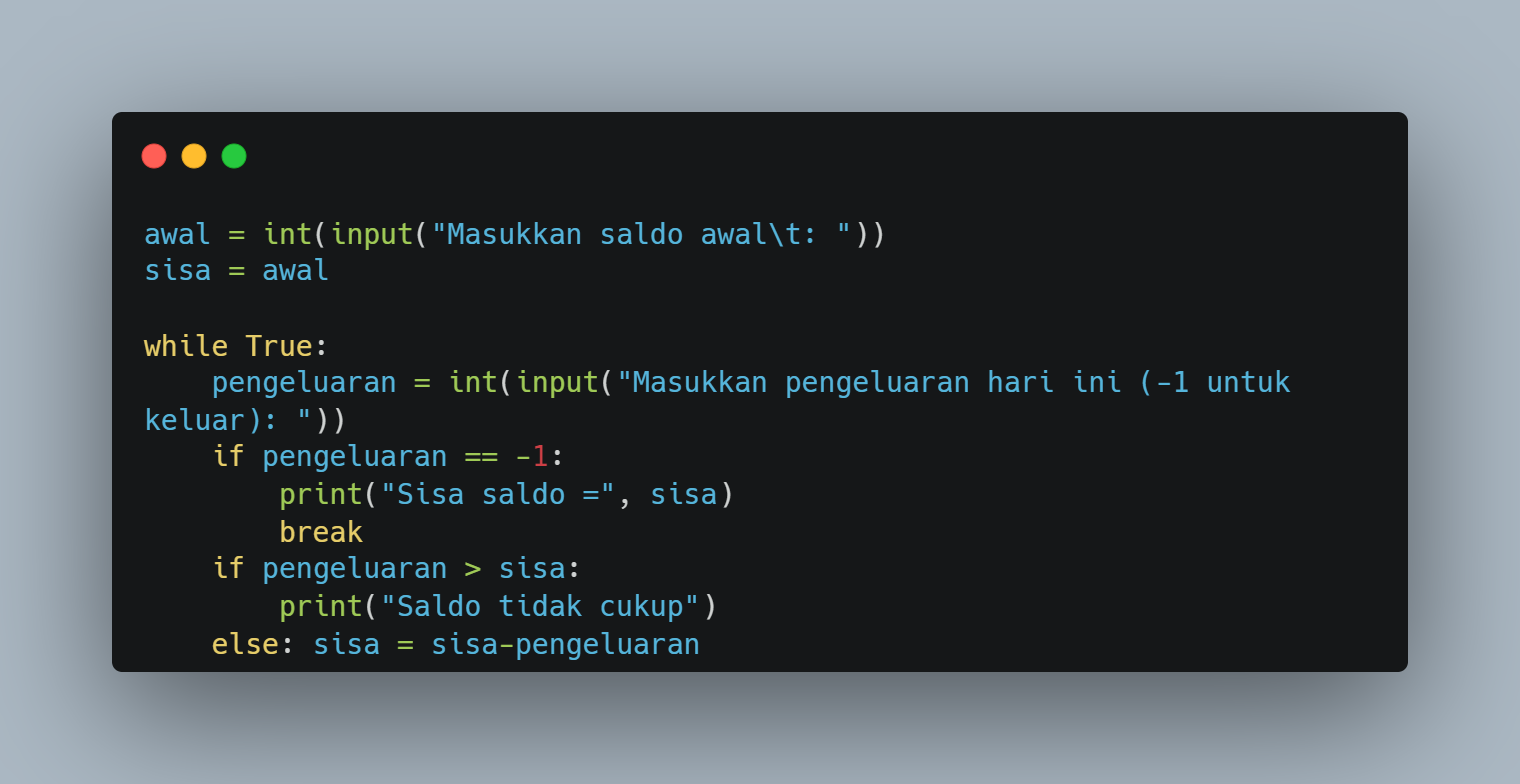 awal = int(input("Masukkan saldo awal\t: "))
sisa = awal

while True:
    pengeluaran = int(input("Masukkan pengeluaran hari ini (-1 untuk
keluar): "))
    if pengeluaran == -1:
        print("Sisa saldo =", sisa)
        break
    if pengeluaran > sisa:
        print("Saldo tidak cukup")
    else: sisa = sisa-pengeluaran